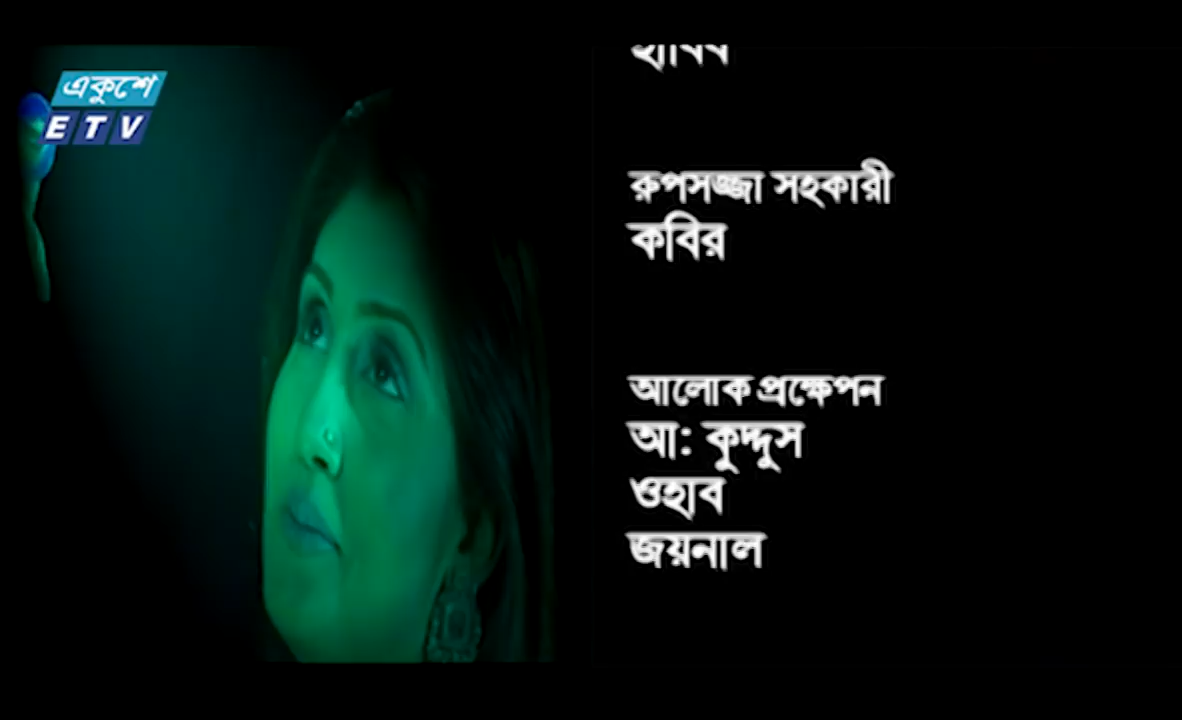 একুশে
ETV
রুপসজ্জা সহকারী
কবির
আলোক প্রক্ষেপন
আ: কুদ্দুস
ওহাব
জয়নাল